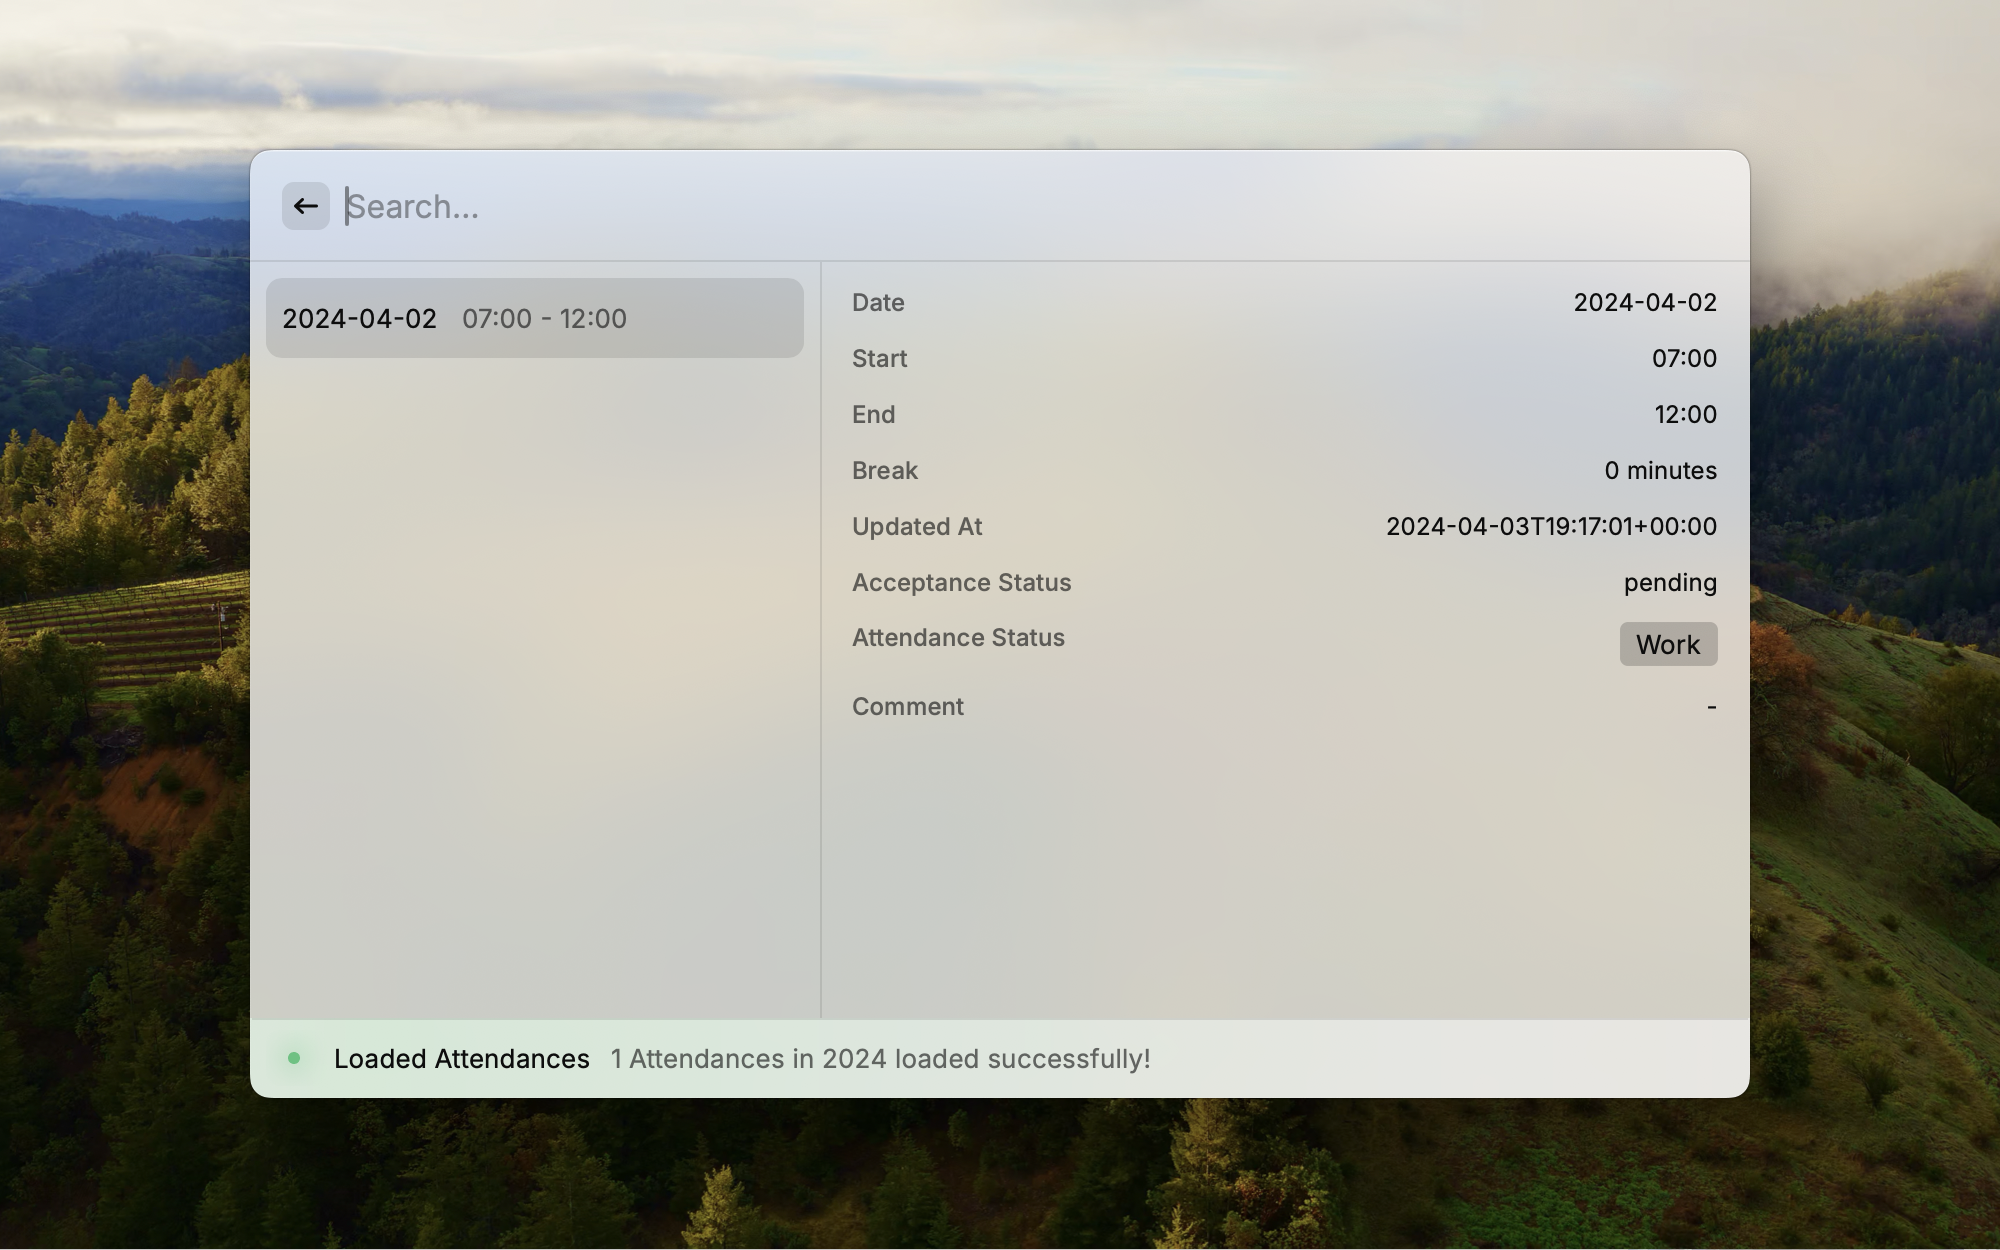 Search...
2024-04-02 07:00 - 12:00
Date 2024-04-02
Start 07:00
End 12:00
Break 0 minutes
Updated At 2024-04-03T19:17:01+00:00
Acceptance Status pending
Attendance Status Work
Comment -
Loaded Attendances 1 Attendances in 2024 loaded successfully!